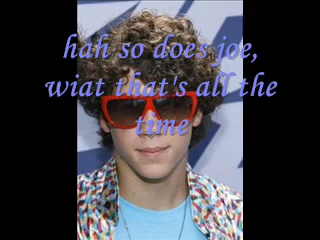 hah so does joe,
wiat that's all the
time